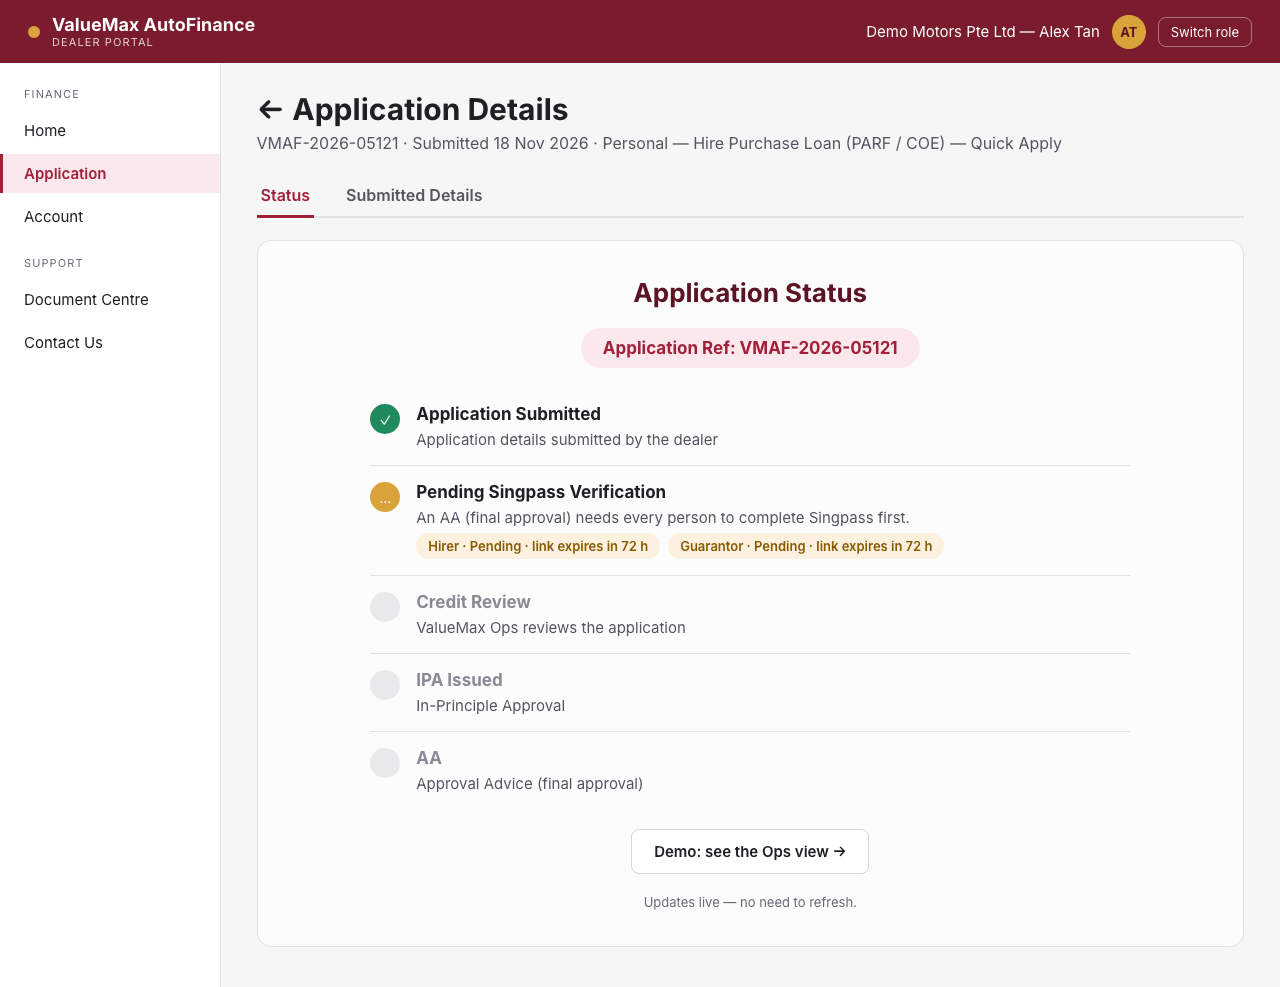 ValueMax AutoFinance
DEALER PORTAL
Demo Motors Pte Ltd — Alex Tan
AT
Switch role
FINANCE
Home
Application
Account
SUPPORT
Document Centre
Contact Us
← Application Details
VMAF-2026-05121 · Submitted 18 Nov 2026 · Personal — Hire Purchase Loan (PARF / COE) — Quick Apply
Status
Submitted Details
Application Status
Application Ref: VMAF-2026-05121
✓
Application Submitted
Application details submitted by the dealer
…
Pending Singpass Verification
An AA (final approval) needs every person to complete Singpass first.
Hirer · Pending · link expires in 72 h
Guarantor · Pending · link expires in 72 h
Credit Review
ValueMax Ops reviews the application
IPA Issued
In-Principle Approval
AA
Approval Advice (final approval)
Demo: see the Ops view →
Updates live — no need to refresh.